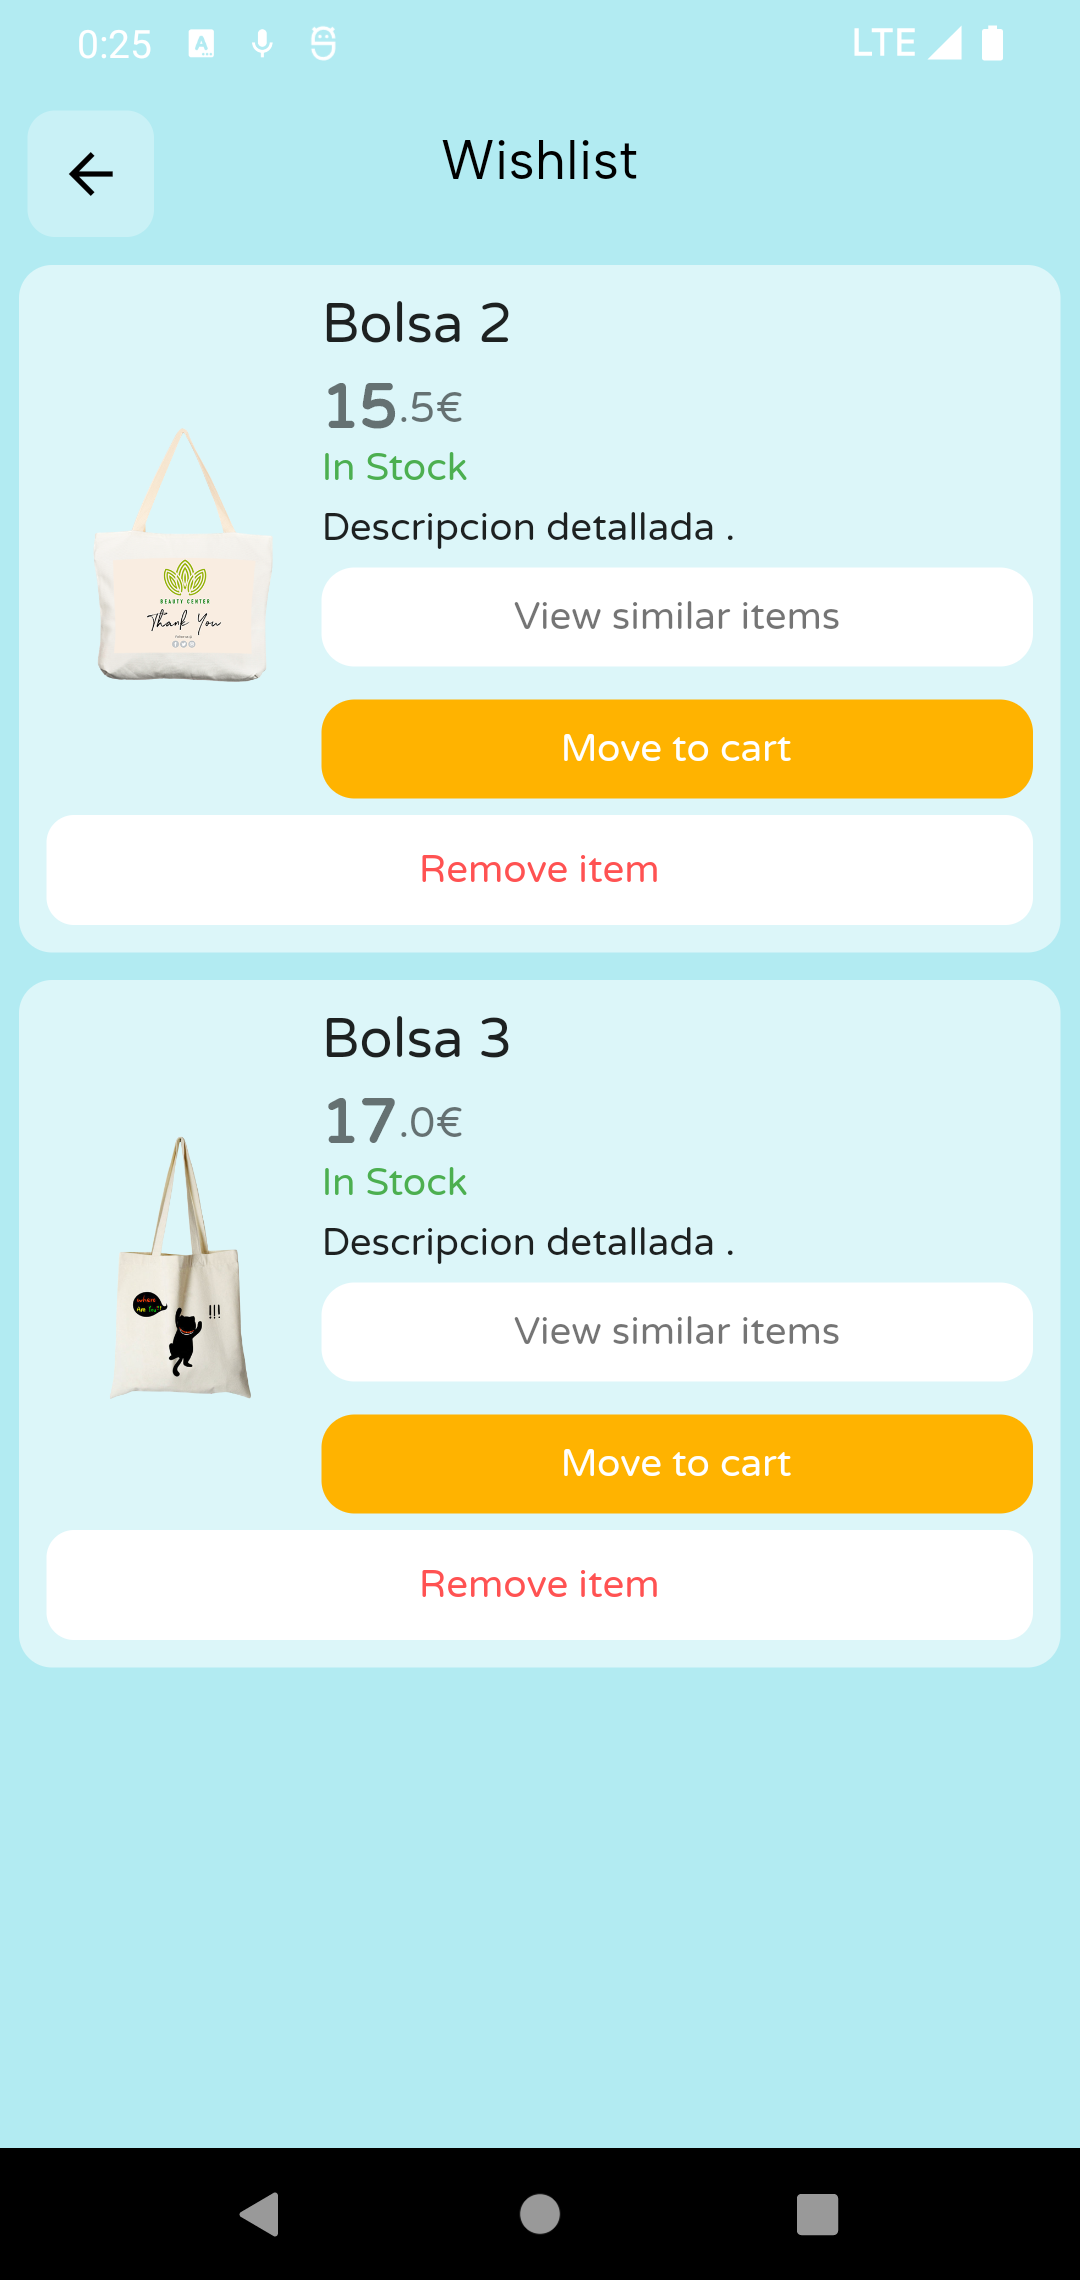 0:25
LTE
Wishlist
Bolsa 2
15.5€
In Stock
Descripcion detallada .
BEAUTY CENTER
Thank You
View similar items
Move to cart
Remove item
Bolsa 3
17.0€
In Stock
Descripcion detallada .
where
Am I
!!!
View similar items
Move to cart
Remove item